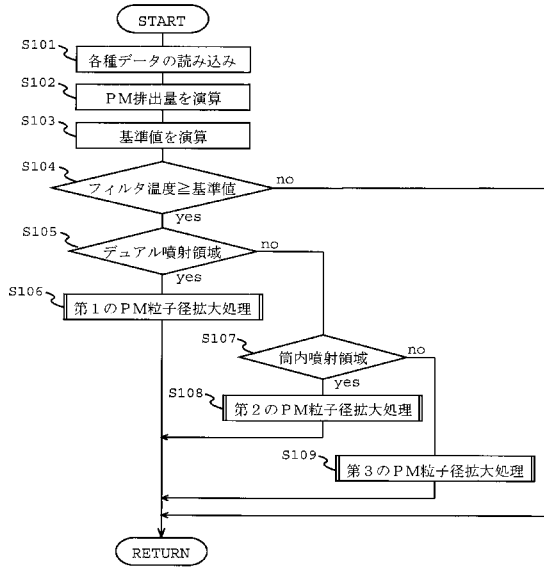 START
S101
各種データの読み込み
S102
PM排出量を演算
S103
基準値を演算
S104
フィルタ温度≧基準値
no
yes
S105
デュアル噴射領域
no
yes
S106
第1のPM粒子径拡大処理
S107
筒内噴射領域
no
yes
S108
第2のPM粒子径拡大処理
S109
第3のPM粒子径拡大処理
RETURN